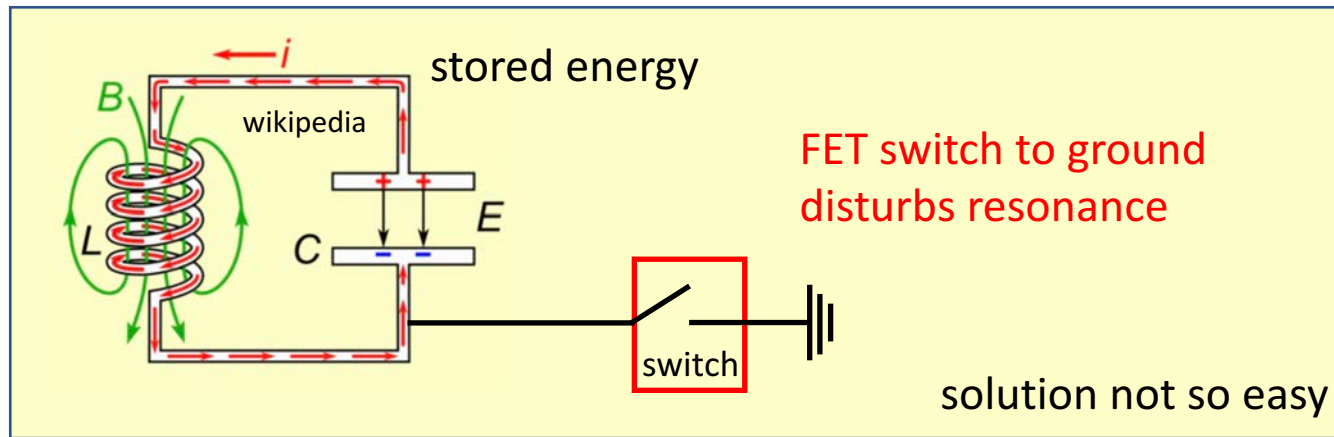 i
stored energy
B
wikipedia
FET switch to ground
disturbs resonance
+ +
E
L
C
- -
switch
solution not so easy